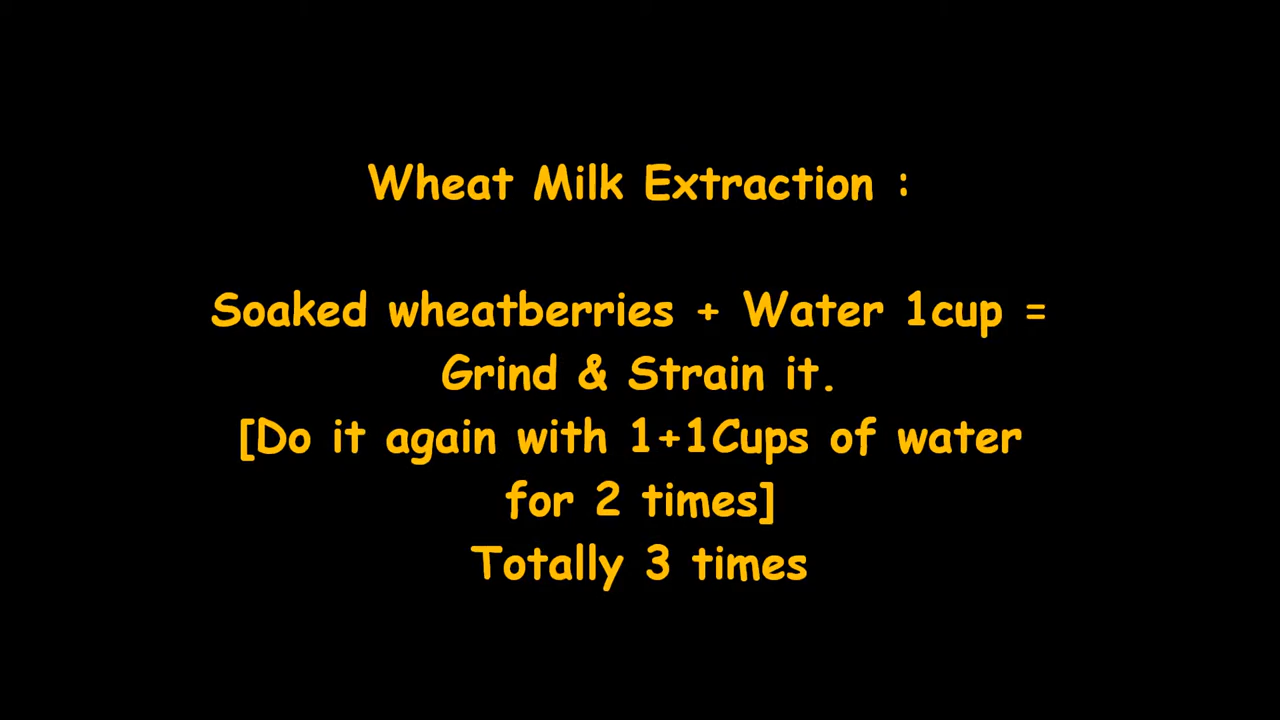 Wheat Milk Extraction :
Soaked wheatberries + Water 1cup =
Grind & Strain it.
[Do it again with 1+1Cups of water
for 2 times]
Totally 3 times